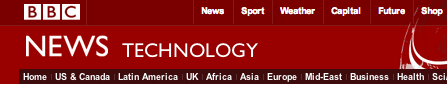 BBC News Sport Weather Capital Future Shop
NEWS TECHNOLOGY
Home US & Canada Latin America UK Africa Asia Europe Mid-East Business Health Sci